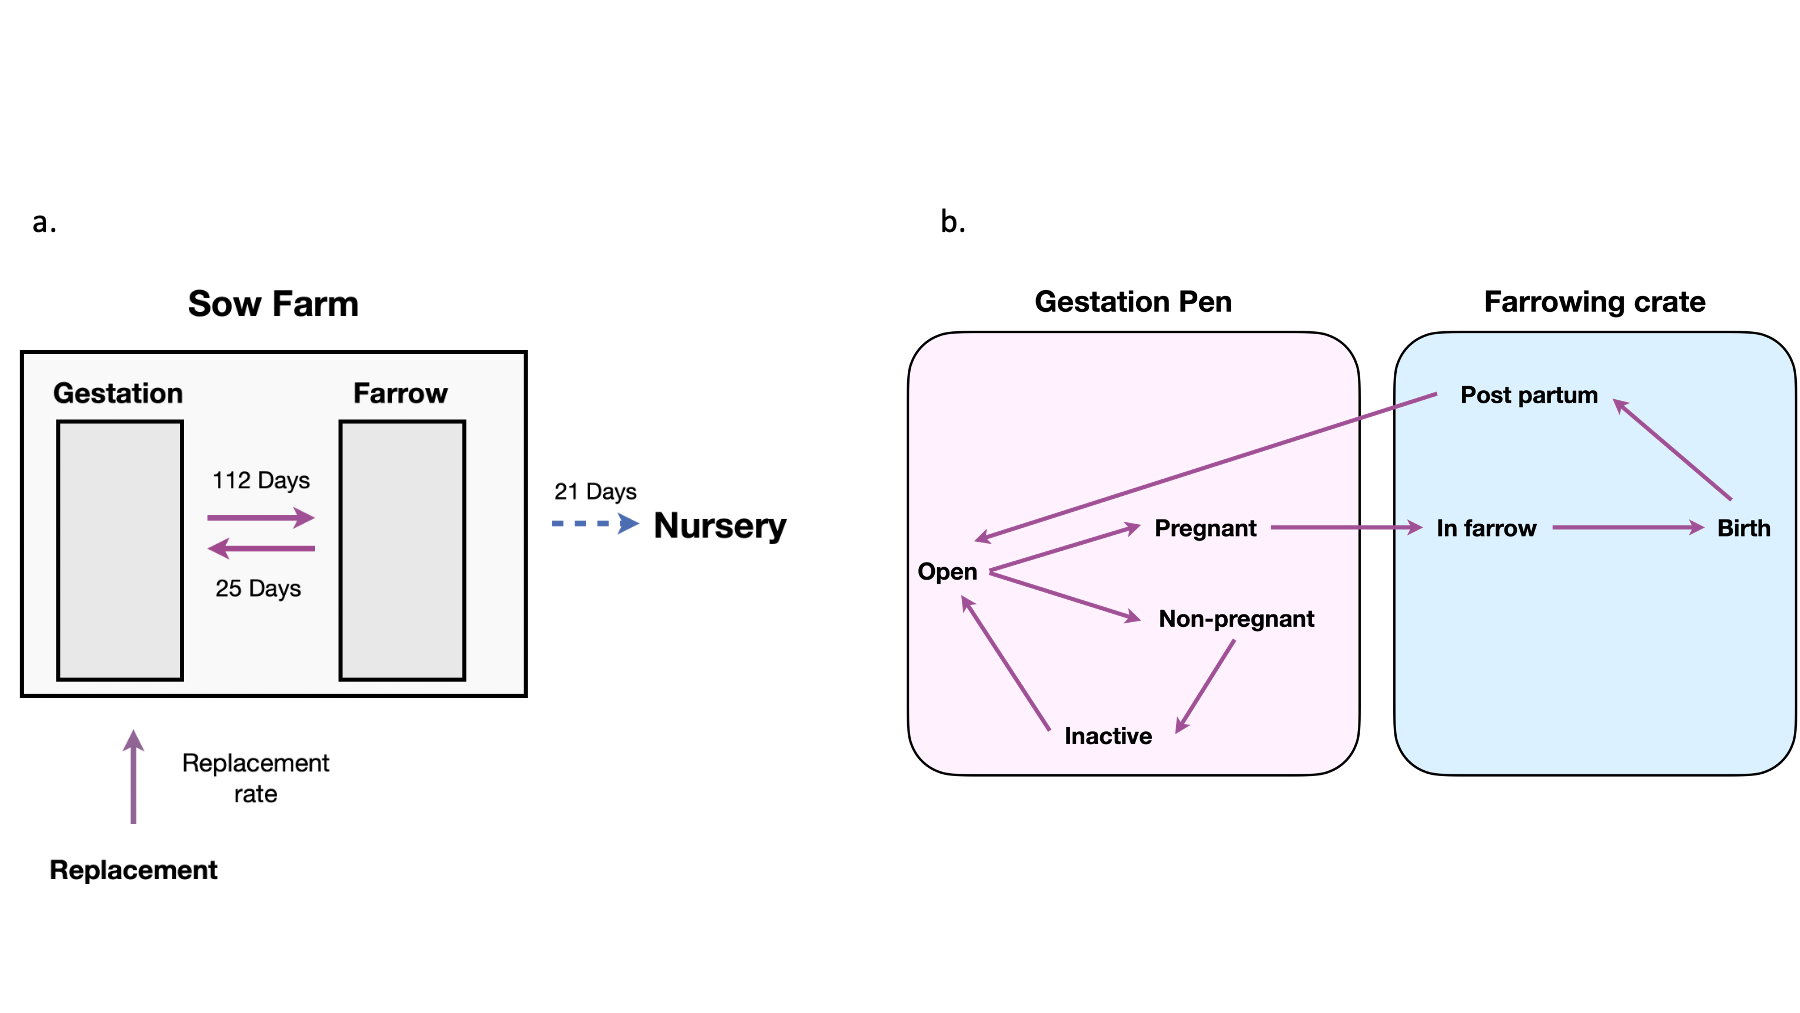 a.
Sow Farm
Gestation
Farrow
112 Days
25 Days
21 Days
Nursery
Replacement
rate
Replacement
b.
Gestation Pen
Farrowing crate
Post partum
Pregnant
In farrow
Birth
Open
Non-pregnant
Inactive